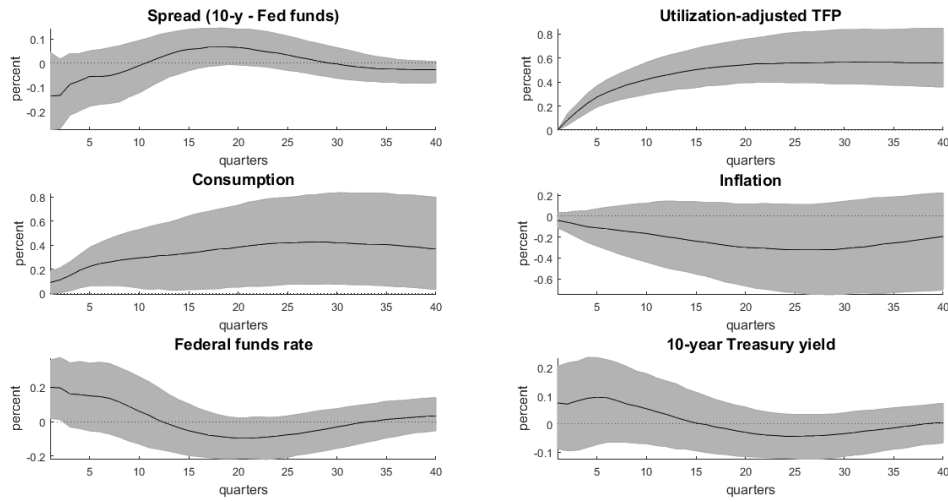 Spread (10-y - Fed funds)
percent
0.1
0
-0.1
-0.2
5 10 15 20 25 30 35 40
quarters
Utilization-adjusted TFP
percent
0.8
0.6
0.4
0.2
0
5 10 15 20 25 30 35 40
quarters
Consumption
percent
0.8
0.6
0.4
0.2
0
5 10 15 20 25 30 35 40
quarters
Inflation
percent
0.2
0
-0.2
-0.4
-0.6
5 10 15 20 25 30 35 40
quarters
Federal funds rate
percent
0.2
0
-0.2
5 10 15 20 25 30 35 40
quarters
10-year Treasury yield
percent
0.2
0.1
0
-0.1
5 10 15 20 25 30 35 40
quarters